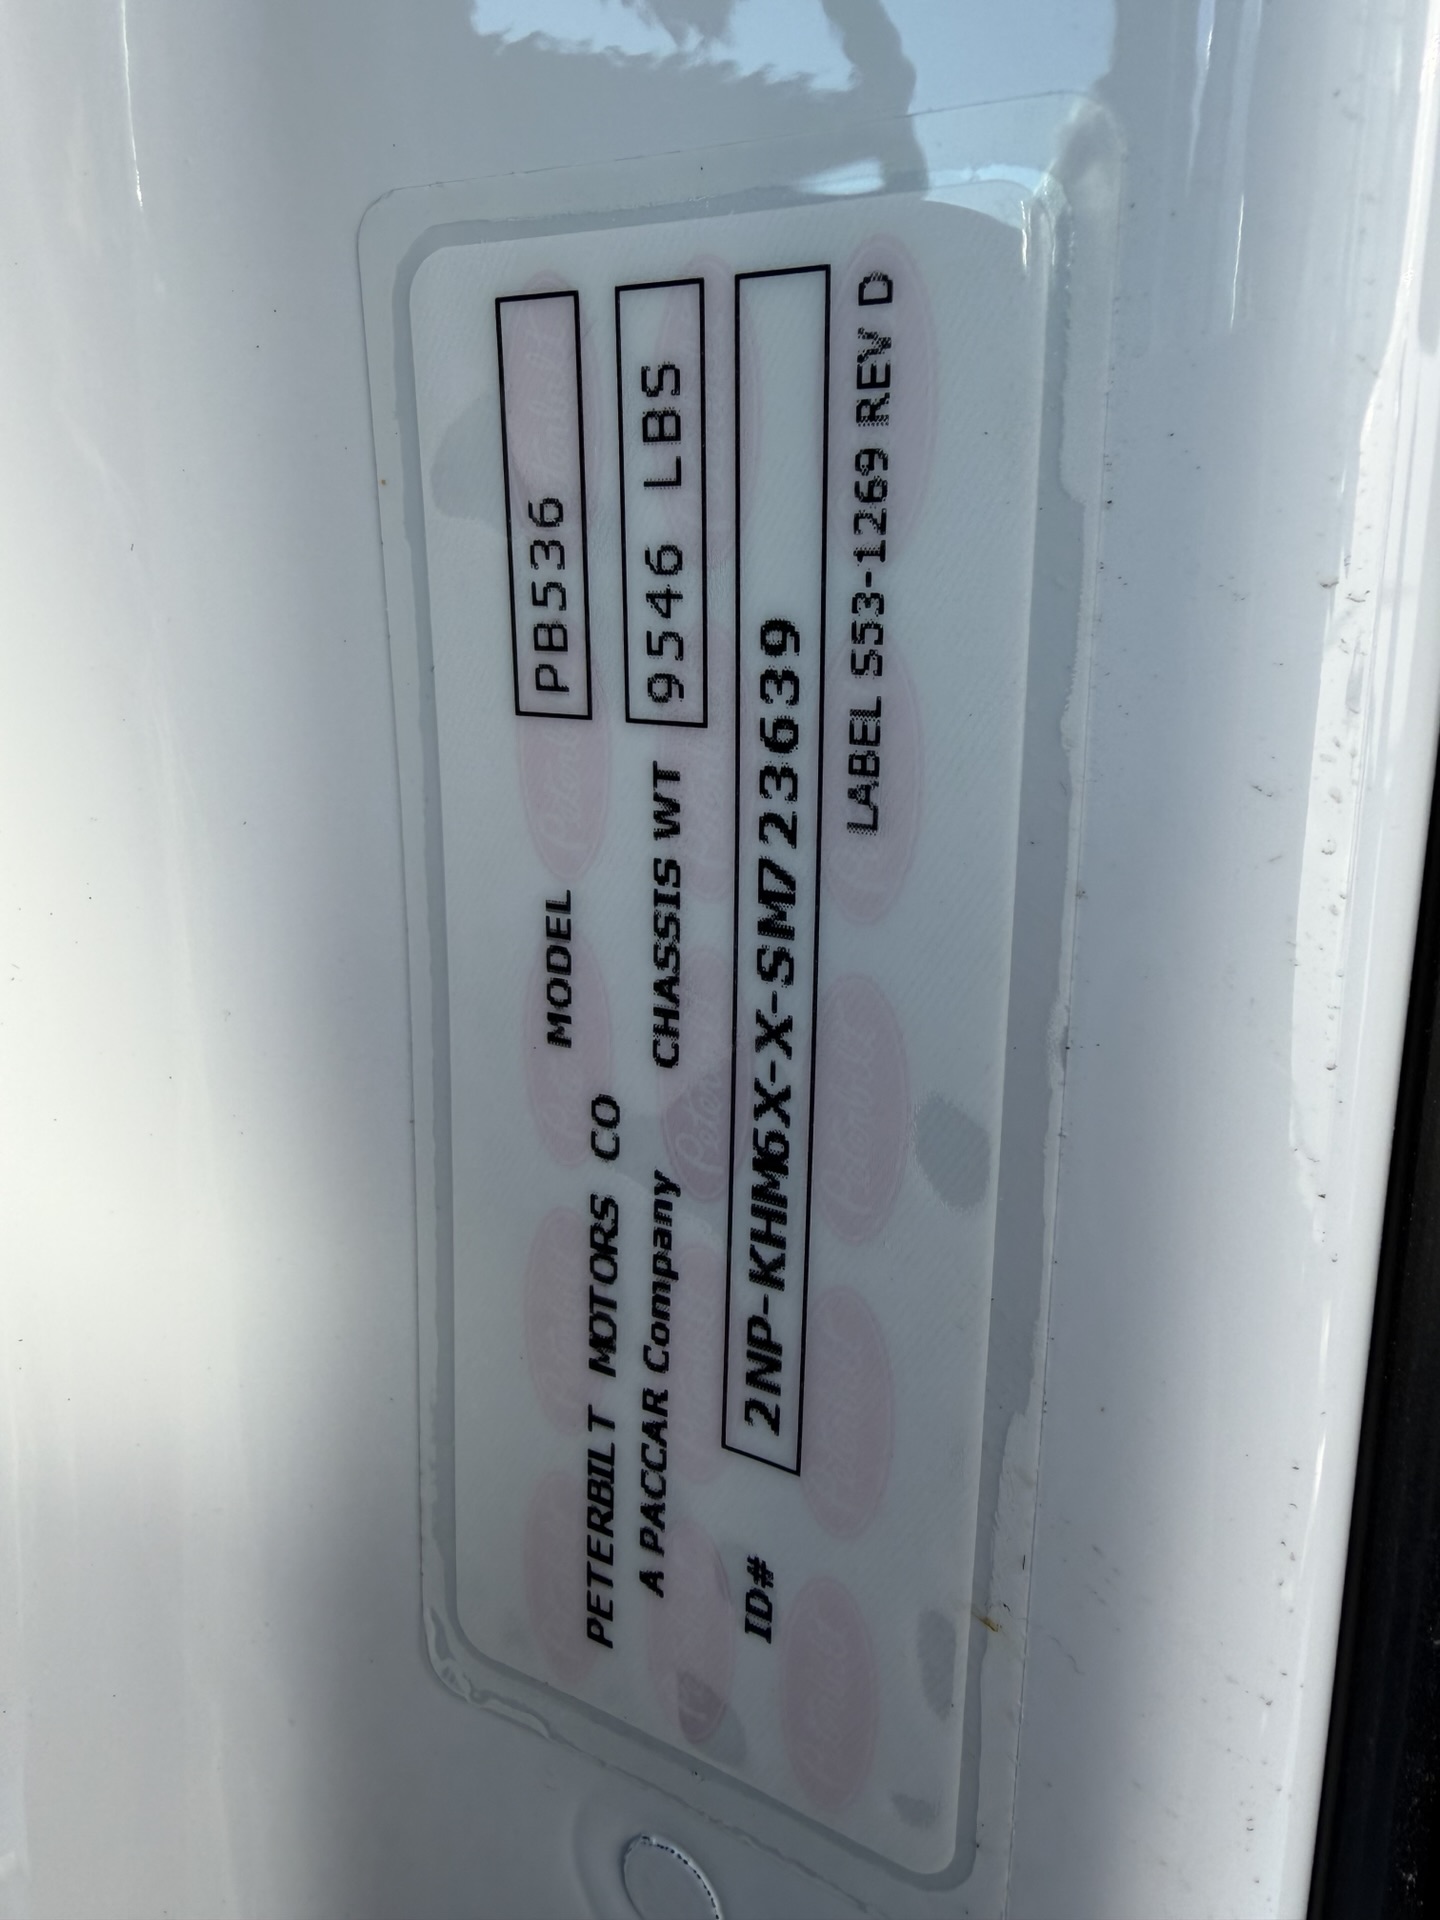 MODEL PB536
PETERBILT MOTORS CO
A PACCAR Company CHASSIS WT 9546 LBS
ID# 2NP-KHM6X-X-SM723639
LABEL S53-1269 REV D